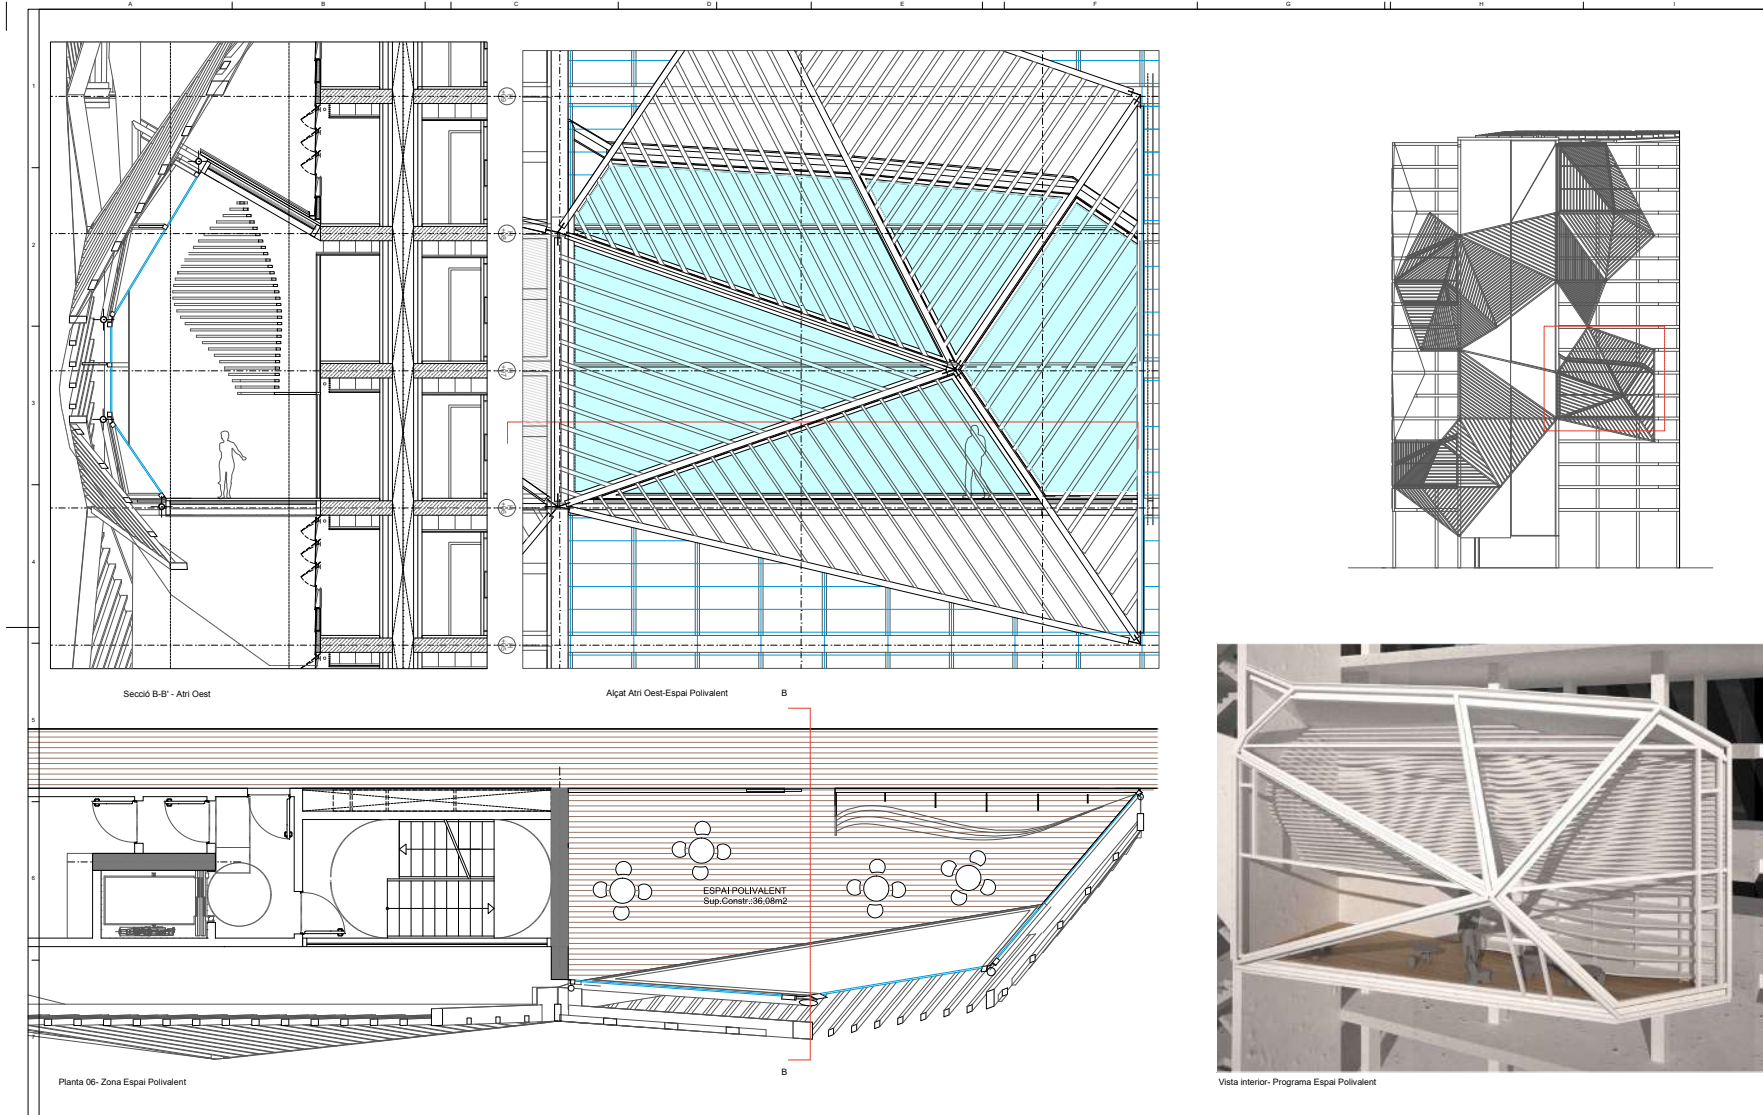 A B C D E F G H I
1
2
3
4
5
6
7
Secció B-B' - Atri Oest
Alçat Atri Oest-Espai Polivalent
B
ESPAI POLIVALENT
Sup.Constr.:36,08m2
B
Planta 06- Zona Espai Polivalent
Vista interior- Programa Espai Polivalent